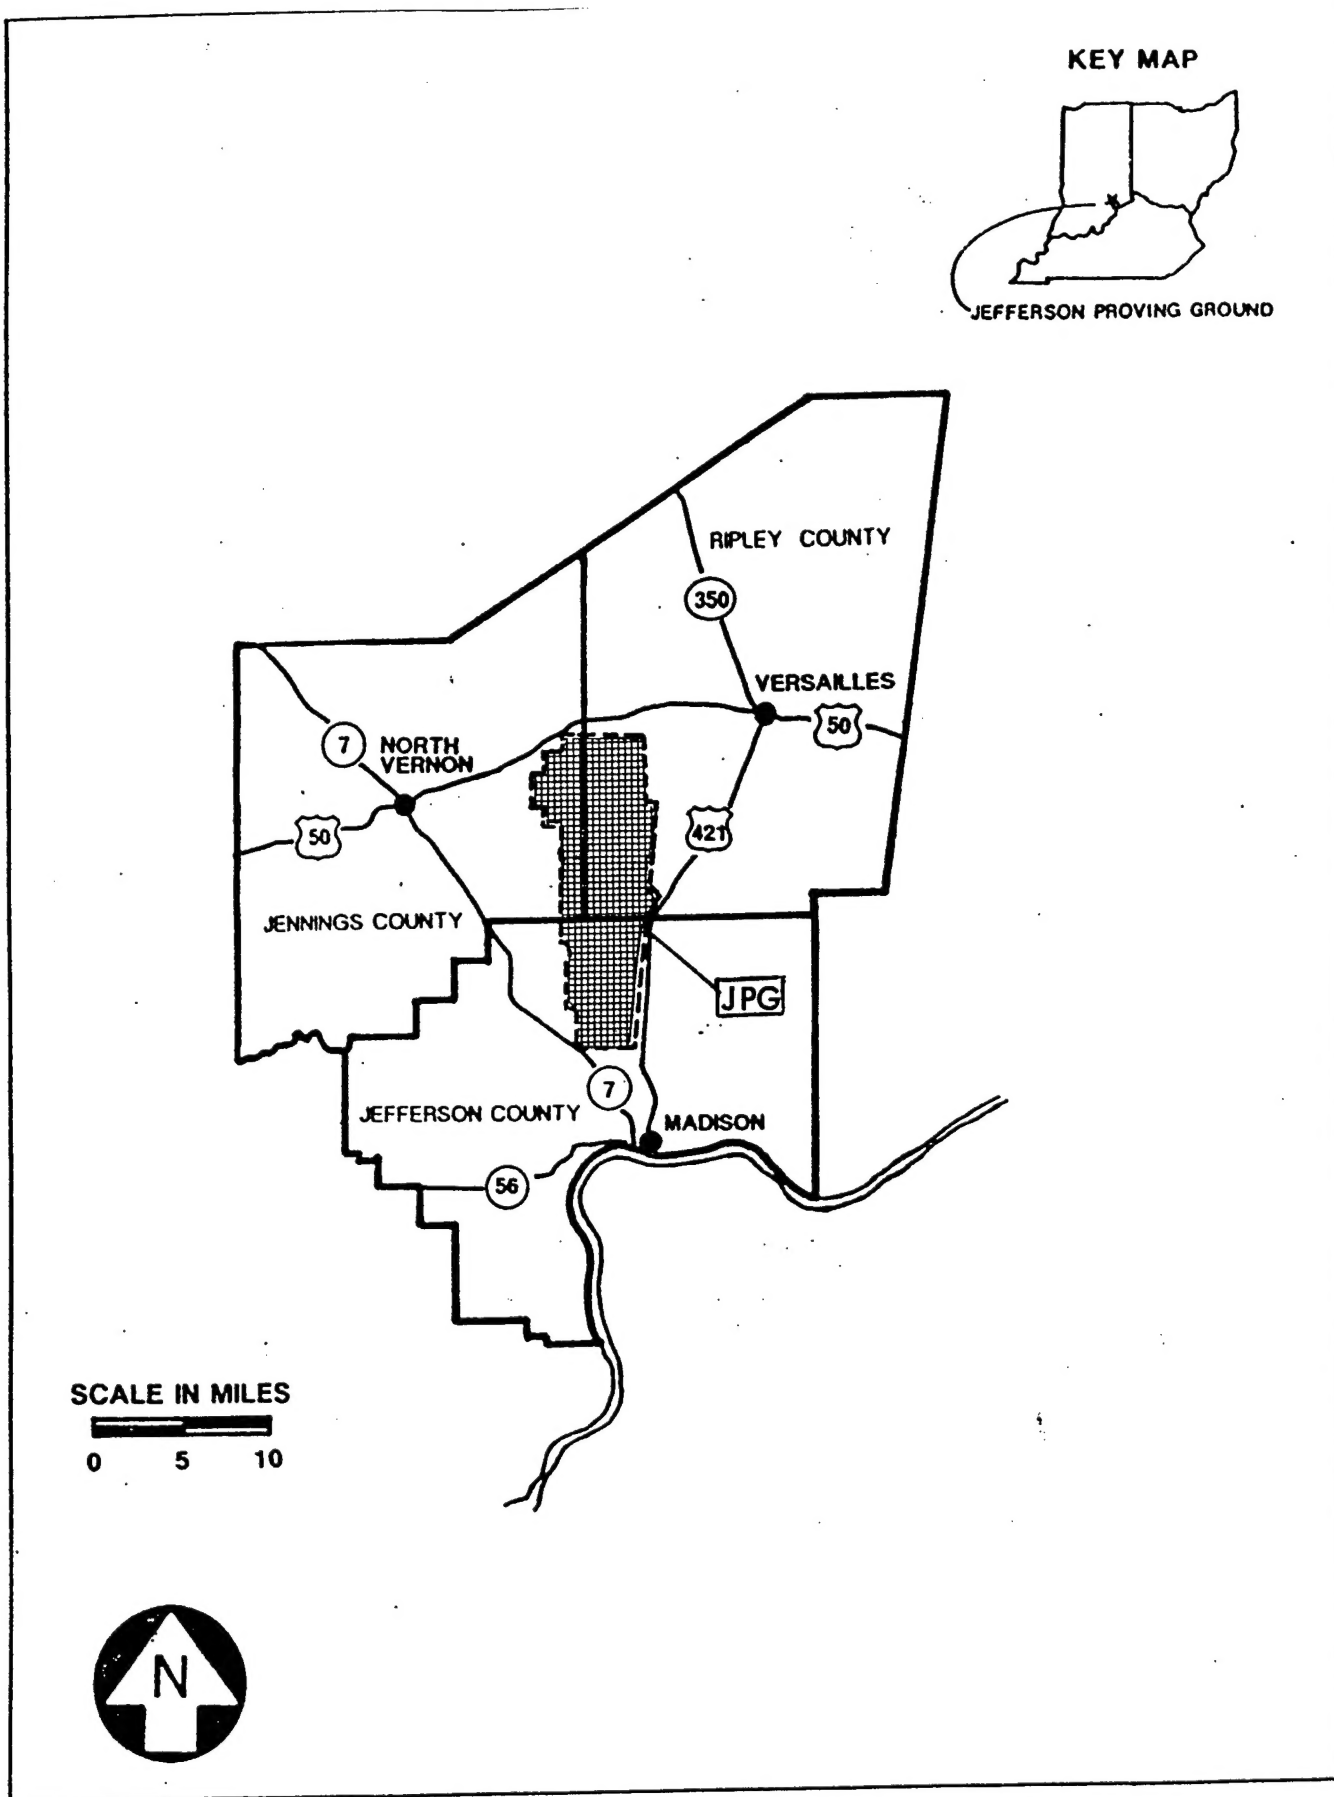 KEY MAP
JEFFERSON PROVING GROUND
RIPLEY COUNTY
350
VERSAILLES
50
7
NORTH
VERNON
50
421
JENNINGS COUNTY
JPG
7
JEFFERSON COUNTY
MADISON
56
SCALE IN MILES
0 5 10
N